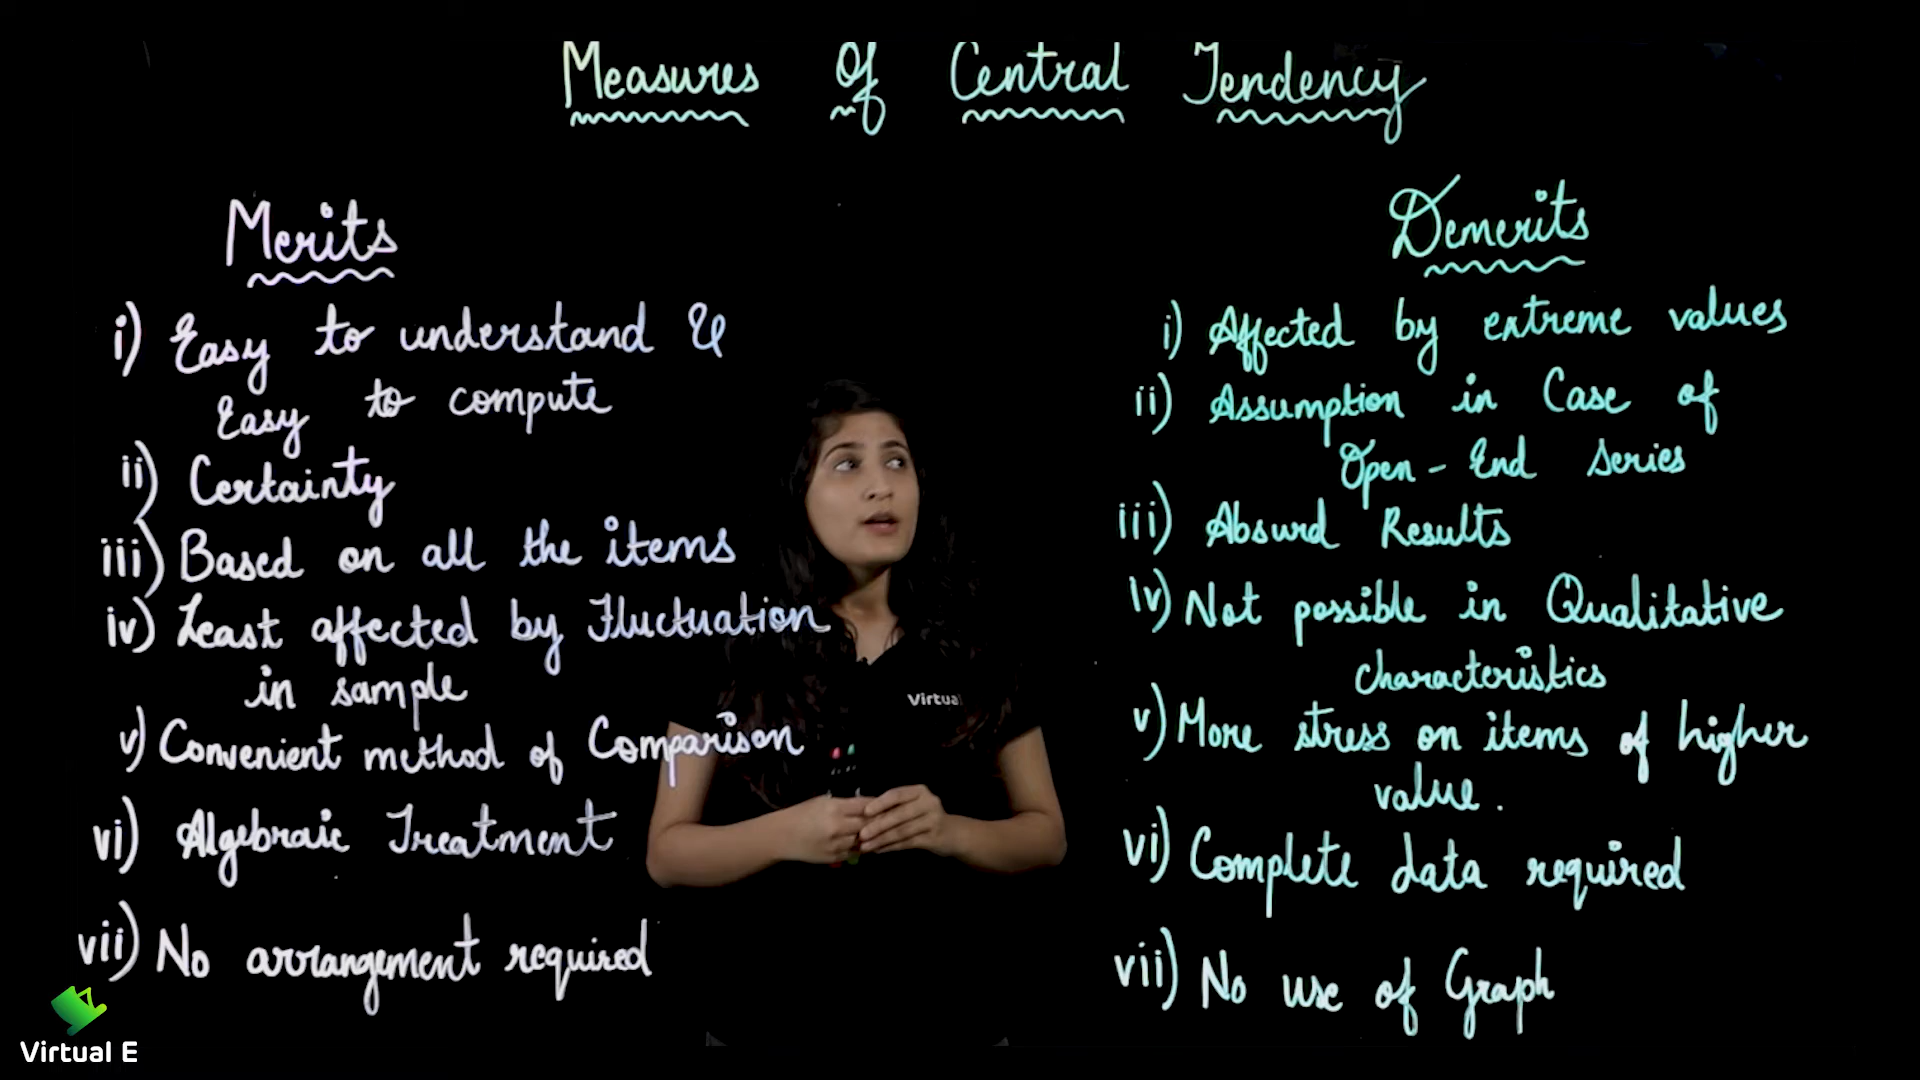 Measures Of Central Tendency
Merits
i) Easy to understand &
Easy to compute
ii) Certainty
iii) Based on all the items
iv) Least affected by Fluctuation
in sample
v) Convenient method of Comparison
vi) Algebraic Treatment
vii) No arrangement required
Demerits
i) Affected by extreme values
ii) Assumption in Case of
Open-End series
iii) Absurd Results
iv) Not possible in Qualitative
characteristics
v) More stress on items of higher
value.
vi) Complete data required
vii) No use of Graph
Virtual
Virtual E